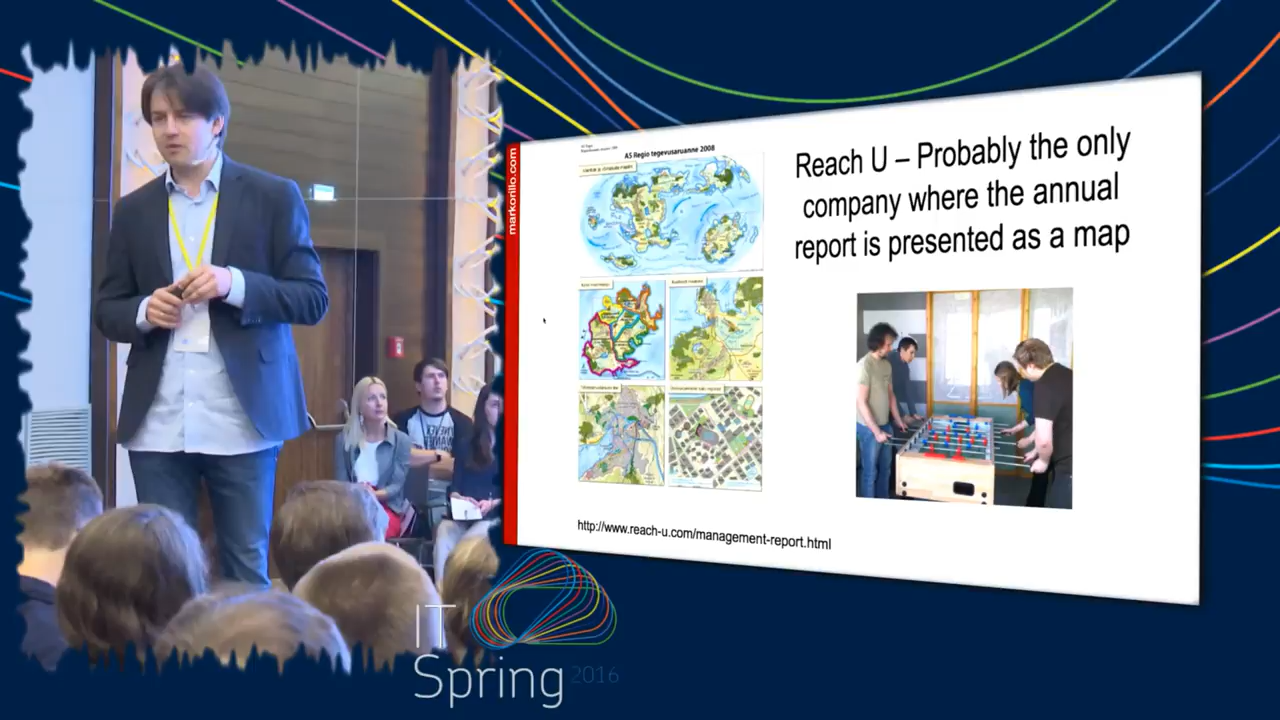 markorillo.com
AS Regio tegevusaruanne 2008
Reach U – Probably the only
company where the annual
report is presented as a map
http://www.reach-u.com/management-report.html
IT
Spring 2016